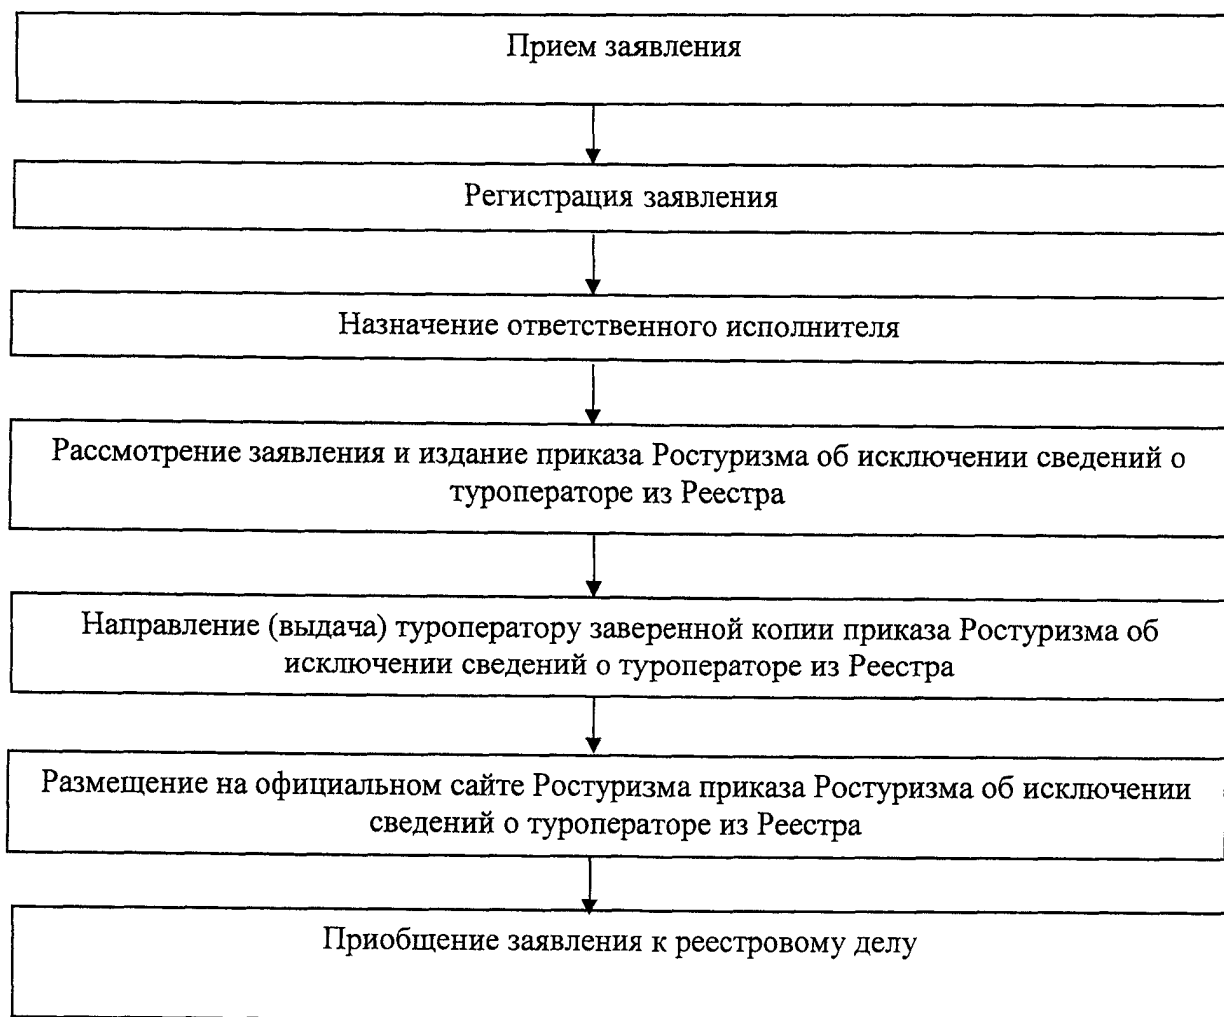 Прием заявления
Регистрация заявления
Назначение ответственного исполнителя
Рассмотрение заявления и издание приказа Ростуризма об исключении сведений о
туроператоре из Реестра
Направление (выдача) туроператору заверенной копии приказа Ростуризма об
исключении сведений о туроператоре из Реестра
Размещение на официальном сайте Ростуризма приказа Ростуризма об исключении
сведений о туроператоре из Реестра
Приобщение заявления к реестровому делу